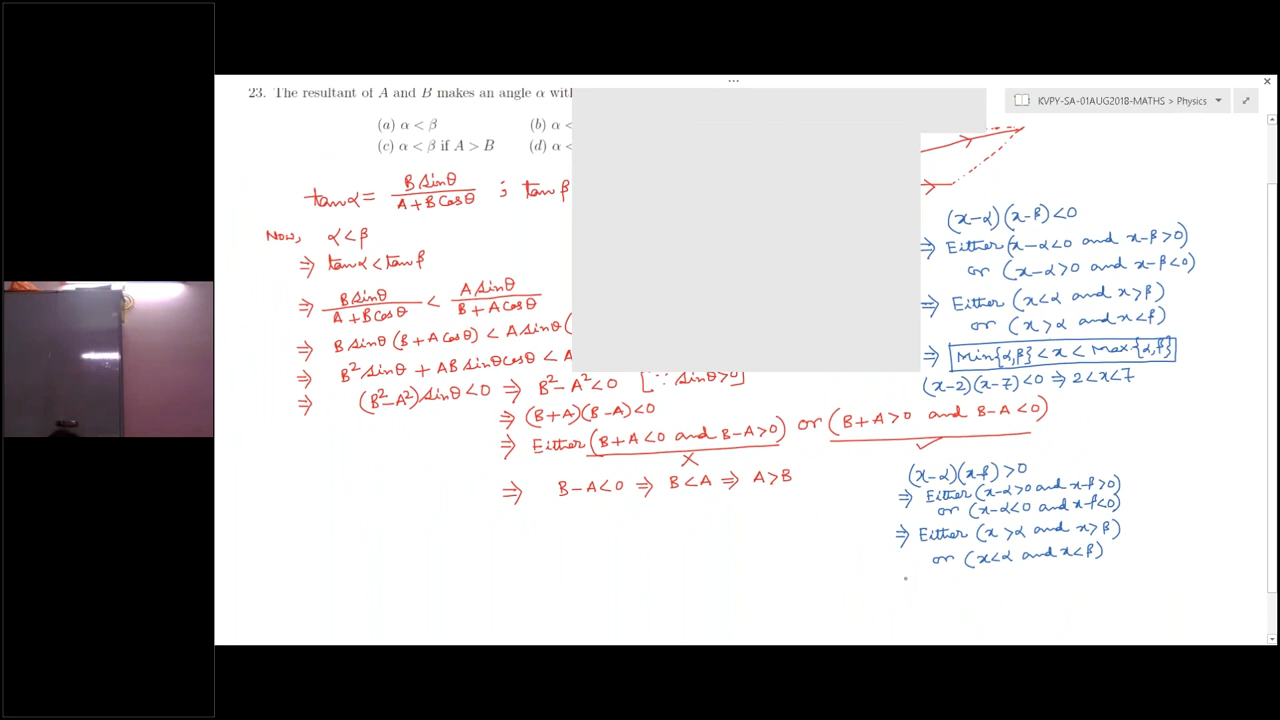 23. The resultant of A and B makes an angle α
KVPY-SA-01AUG2018-MATHS > Physics
(a) α < β (b) α <
(c) α < β if A > B (d) α <
tanα = B Sinθ / A + B Cosθ ; tanβ
Now, α < β
⇒ tanα < tanβ
⇒ B Sinθ / A + B Cosθ < A Sinθ / B + A Cosθ
⇒ B Sinθ (B + A Cosθ) < A Sinθ (
⇒ B² Sinθ + AB Sinθ Cosθ < A
⇒ (B² - A²) Sinθ < 0 ⇒ B² - A² < 0 [∵ Sinθ > 0]
⇒ (B + A)(B - A) < 0
⇒ Either (B + A < 0 and B - A > 0) or (B + A > 0 and B - A < 0)
⇒ B - A < 0 ⇒ B < A ⇒ A > B
(x-α)(x-β) < 0
⇒ Either (x-α < 0 and x-β > 0)
or (x-α > 0 and x-β < 0)
⇒ Either (x < α and x > β)
or (x > α and x < β)
⇒ Min{α,β} < x < Max{α,β}
(x-2)(x-7) < 0 ⇒ 2 < x < 7
(x-α)(x-β) > 0
⇒ Either (x-α > 0 and x-β > 0)
or (x-α < 0 and x-β < 0)
⇒ Either (x > α and x > β)
or (x < α and x < β)